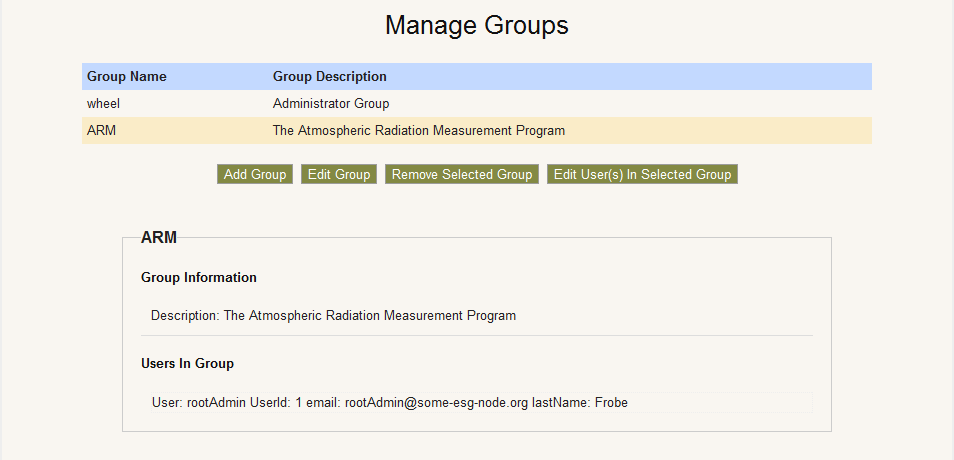 Manage Groups
Group Name Group Description
wheel Administrator Group
ARM The Atmospheric Radiation Measurement Program
Add Group Edit Group Remove Selected Group Edit User(s) In Selected Group
ARM
Group Information
Description: The Atmospheric Radiation Measurement Program
Users In Group
User: rootAdmin UserId: 1 email: rootAdmin@some-esg-node.org lastName: Frobe